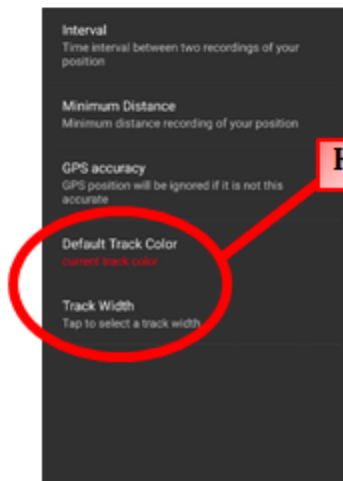 Interval
Time interval between two recordings of your
position
Minimum Distance
Minimum distance recording of your position
GPS accuracy
GPS position will be ignored if it is not this
accurate
Default Track Color
current track color
Track Width
Tap to select a track width